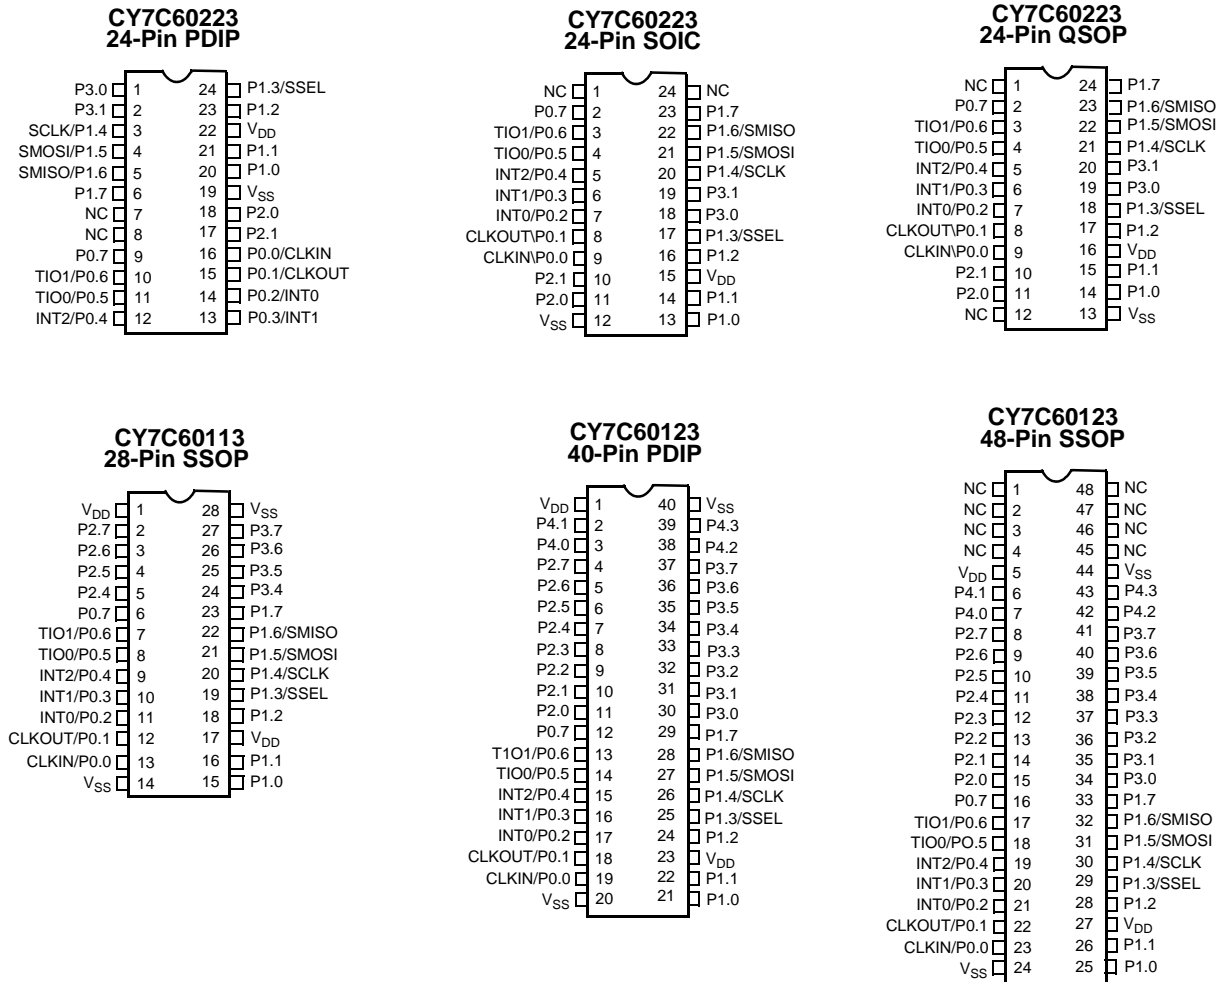 CY7C60223
24-Pin PDIP
P3.0 1 24 P1.3/SSEL
P3.1 2 23 P1.2
SCLK/P1.4 3 22 VDD
SMOSI/P1.5 4 21 P1.1
SMISO/P1.6 5 20 P1.0
P1.7 6 19 VSS
NC 7 18 P2.0
NC 8 17 P2.1
P0.7 9 16 P0.0/CLKIN
TIO1/P0.6 10 15 P0.1/CLKOUT
TIO0/P0.5 11 14 P0.2/INT0
INT2/P0.4 12 13 P0.3/INT1
CY7C60223
24-Pin SOIC
NC 1 24 NC
P0.7 2 23 P1.7
TIO1/P0.6 3 22 P1.6/SMISO
TIO0/P0.5 4 21 P1.5/SMOSI
INT2/P0.4 5 20 P1.4/SCLK
INT1/P0.3 6 19 P3.1
INT0/P0.2 7 18 P3.0
CLKOUT\P0.1 8 17 P1.3/SSEL
CLKIN\P0.0 9 16 P1.2
P2.1 10 15 VDD
P2.0 11 14 P1.1
VSS 12 13 P1.0
CY7C60223
24-Pin QSOP
NC 1 24 P1.7
P0.7 2 23 P1.6/SMISO
TIO1/P0.6 3 22 P1.5/SMOSI
TIO0/P0.5 4 21 P1.4/SCLK
INT2/P0.4 5 20 P3.1
INT1/P0.3 6 19 P3.0
INT0/P0.2 7 18 P1.3/SSEL
CLKOUT\P0.1 8 17 P1.2
CLKIN\P0.0 9 16 VDD
P2.1 10 15 P1.1
P2.0 11 14 P1.0
NC 12 13 VSS
CY7C60113
28-Pin SSOP
VDD 1 28 VSS
P2.7 2 27 P3.7
P2.6 3 26 P3.6
P2.5 4 25 P3.5
P2.4 5 24 P3.4
P0.7 6 23 P1.7
TIO1/P0.6 7 22 P1.6/SMISO
TIO0/P0.5 8 21 P1.5/SMOSI
INT2/P0.4 9 20 P1.4/SCLK
INT1/P0.3 10 19 P1.3/SSEL
INT0/P0.2 11 18 P1.2
CLKOUT/P0.1 12 17 VDD
CLKIN/P0.0 13 16 P1.1
VSS 14 15 P1.0
CY7C60123
40-Pin PDIP
VDD 1 40 VSS
P4.1 2 39 P4.3
P4.0 3 38 P4.2
P2.7 4 37 P3.7
P2.6 5 36 P3.6
P2.5 6 35 P3.5
P2.4 7 34 P3.4
P2.3 8 33 P3.3
P2.2 9 32 P3.2
P2.1 10 31 P3.1
P2.0 11 30 P3.0
P0.7 12 29 P1.7
T1O1/P0.6 13 28 P1.6/SMISO
TIO0/P0.5 14 27 P1.5/SMOSI
INT2/P0.4 15 26 P1.4/SCLK
INT1/P0.3 16 25 P1.3/SSEL
INT0/P0.2 17 24 P1.2
CLKOUT/P0.1 18 23 VDD
CLKIN/P0.0 19 22 P1.1
VSS 20 21 P1.0
CY7C60123
48-Pin SSOP
NC 1 48 NC
NC 2 47 NC
NC 3 46 NC
NC 4 45 NC
VDD 5 44 VSS
P4.1 6 43 P4.3
P4.0 7 42 P4.2
P2.7 8 41 P3.7
P2.6 9 40 P3.6
P2.5 10 39 P3.5
P2.4 11 38 P3.4
P2.3 12 37 P3.3
P2.2 13 36 P3.2
P2.1 14 35 P3.1
P2.0 15 34 P3.0
P0.7 16 33 P1.7
TIO1/P0.6 17 32 P1.6/SMISO
TIO0/PO.5 18 31 P1.5/SMOSI
INT2/P0.4 19 30 P1.4/SCLK
INT1/P0.3 20 29 P1.3/SSEL
INT0/P0.2 21 28 P1.2
CLKOUT/P0.1 22 27 VDD
CLKIN/P0.0 23 26 P1.1
VSS 24 25 P1.0